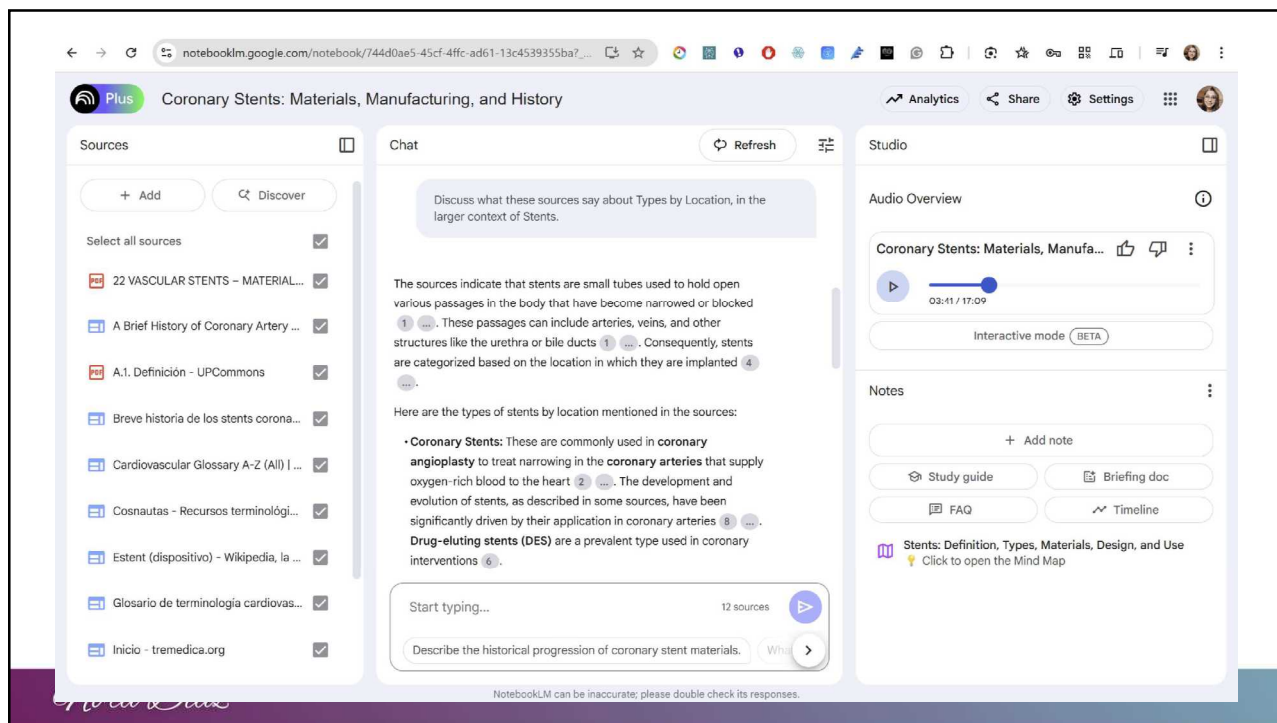 notebooklm.google.com/notebook/744d0ae5-45cf-4ffc-ad61-13c4539355ba?_...
Plus
Coronary Stents: Materials, Manufacturing, and History
Analytics
Share
Settings
Sources
+ Add
Discover
Select all sources
22 VASCULAR STENTS – MATERIAL...
A Brief History of Coronary Artery ...
A.1. Definición - UPCommons
Breve historia de los stents corona...
Cardiovascular Glossary A-Z (All) | ...
Cosnautas - Recursos terminológi...
Estent (dispositivo) - Wikipedia, la ...
Glosario de terminología cardiovas...
Inicio - tremedica.org
Chat
Refresh
Discuss what these sources say about Types by Location, in the
larger context of Stents.
The sources indicate that stents are small tubes used to hold open
various passages in the body that have become narrowed or blocked
1 ... . These passages can include arteries, veins, and other
structures like the urethra or bile ducts 1 ... . Consequently, stents
are categorized based on the location in which they are implanted 4
... .
Here are the types of stents by location mentioned in the sources:
• Coronary Stents: These are commonly used in coronary
angioplasty to treat narrowing in the coronary arteries that supply
oxygen-rich blood to the heart 2 ... . The development and
evolution of stents, as described in some sources, have been
significantly driven by their application in coronary arteries 8 ... .
Drug-eluting stents (DES) are a prevalent type used in coronary
interventions 6 .
Start typing...
12 sources
Describe the historical progression of coronary stent materials.
NotebookLM can be inaccurate; please double check its responses.
Studio
Audio Overview
Coronary Stents: Materials, Manufa...
03:41 / 17:09
Interactive mode BETA
Notes
+ Add note
Study guide
Briefing doc
FAQ
Timeline
Stents: Definition, Types, Materials, Design, and Use
Click to open the Mind Map